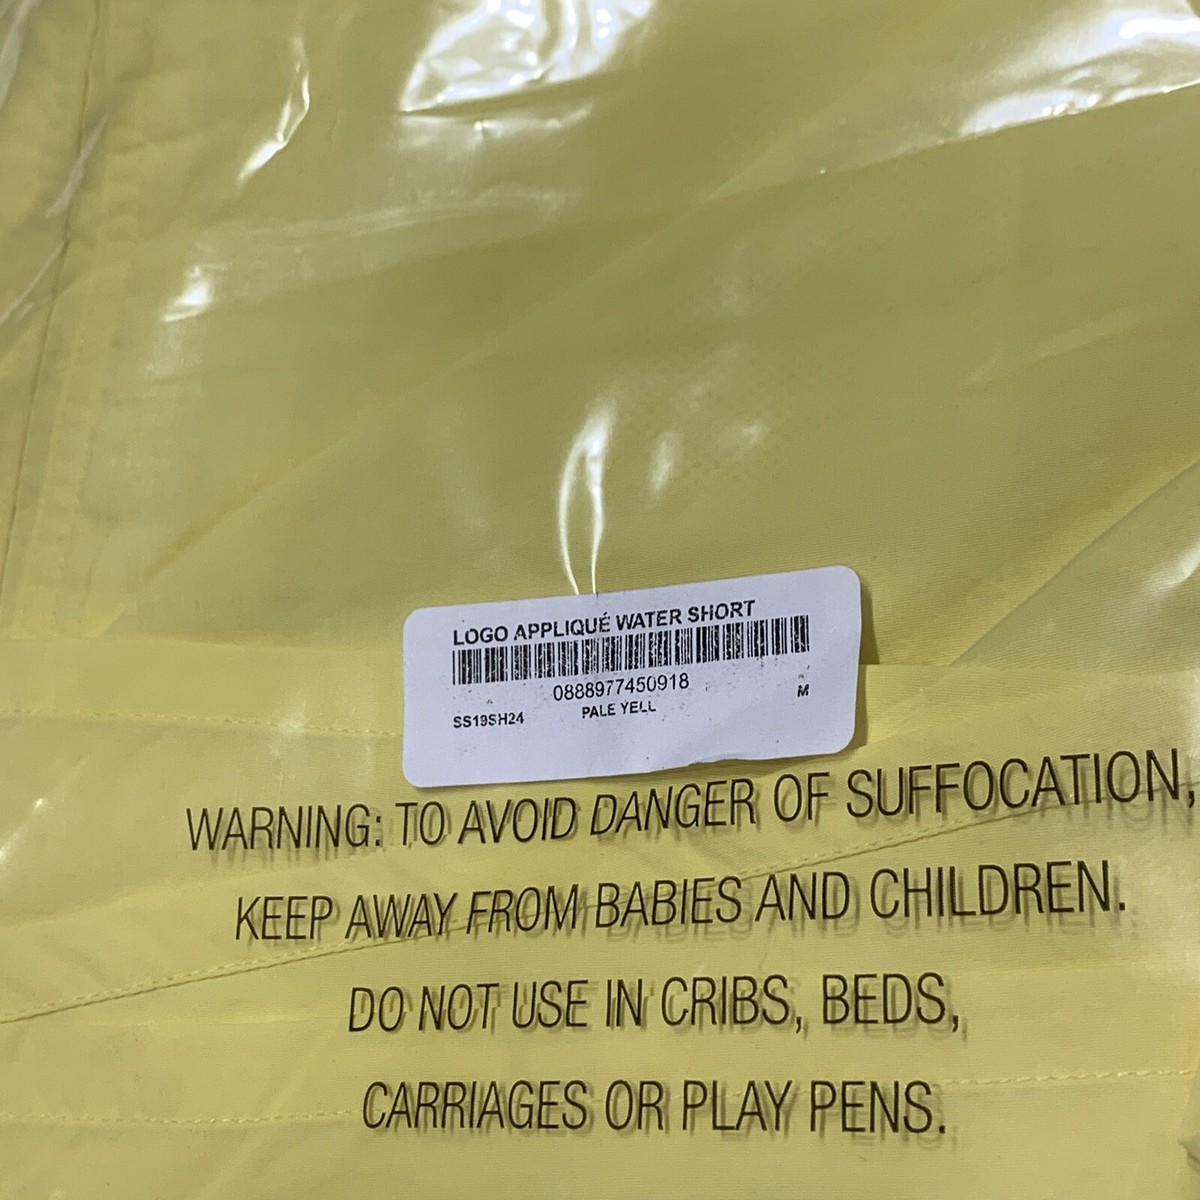 LOGO APPLIQUÉ WATER SHORT
0888977450918
SS19SH24 PALE YELL M
WARNING: TO AVOID DANGER OF SUFFOCATION,
KEEP AWAY FROM BABIES AND CHILDREN.
DO NOT USE IN CRIBS, BEDS,
CARRIAGES OR PLAY PENS.